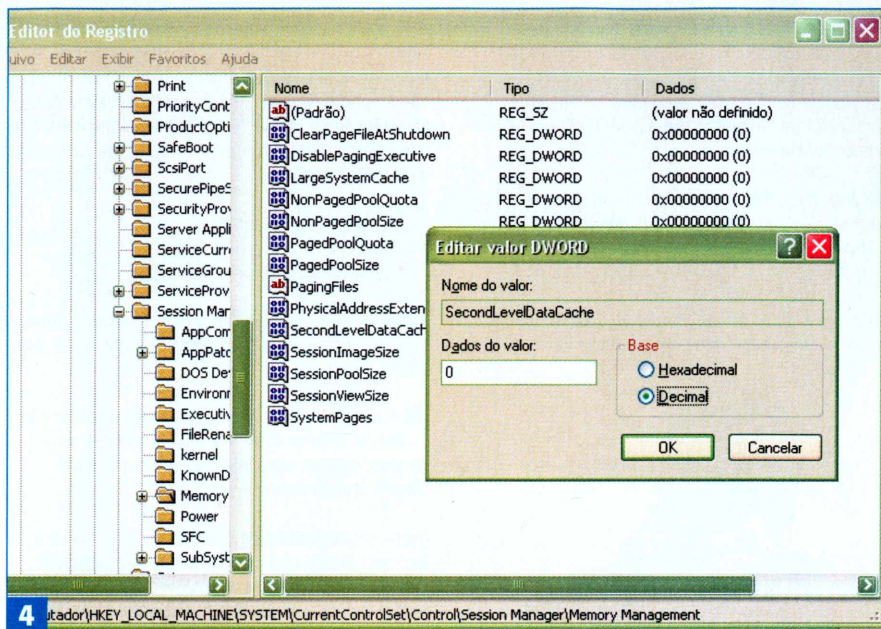 Editor do Registro
uivo Editar Exibir Favoritos Ajuda
Print
PriorityCont
ProductOpti
SafeBoot
ScsiPort
SecurePipeS
SecurityProv
Server Appli
ServiceCurr
ServiceGrou
ServiceProv
Session Mar
AppCom
AppPatc
DOS De
Environr
Executiv
FileRena
kernel
KnownD
Memory
Power
SFC
SubSyst
Nome Tipo Dados
(Padrão) REG_SZ (valor não definido)
ClearPageFileAtShutdown REG_DWORD 0x00000000 (0)
DisablePagingExecutive REG_DWORD 0x00000000 (0)
LargeSystemCache REG_DWORD 0x00000000 (0)
NonPagedPoolQuota REG_DWORD 0x00000000 (0)
NonPagedPoolSize REG_DWORD 0x00000000 (0)
PagedPoolQuota
PagedPoolSize
PagingFiles
PhysicalAddressExten
SecondLevelDataCach
SessionImageSize
SessionPoolSize
SessionViewSize
SystemPages
Editar valor DWORD
Nome do valor:
SecondLevelDataCache
Dados do valor:
0
Base
Hexadecimal
Decimal
OK Cancelar
4 utador\HKEY_LOCAL_MACHINE\SYSTEM\CurrentControlSet\Control\Session Manager\Memory Management